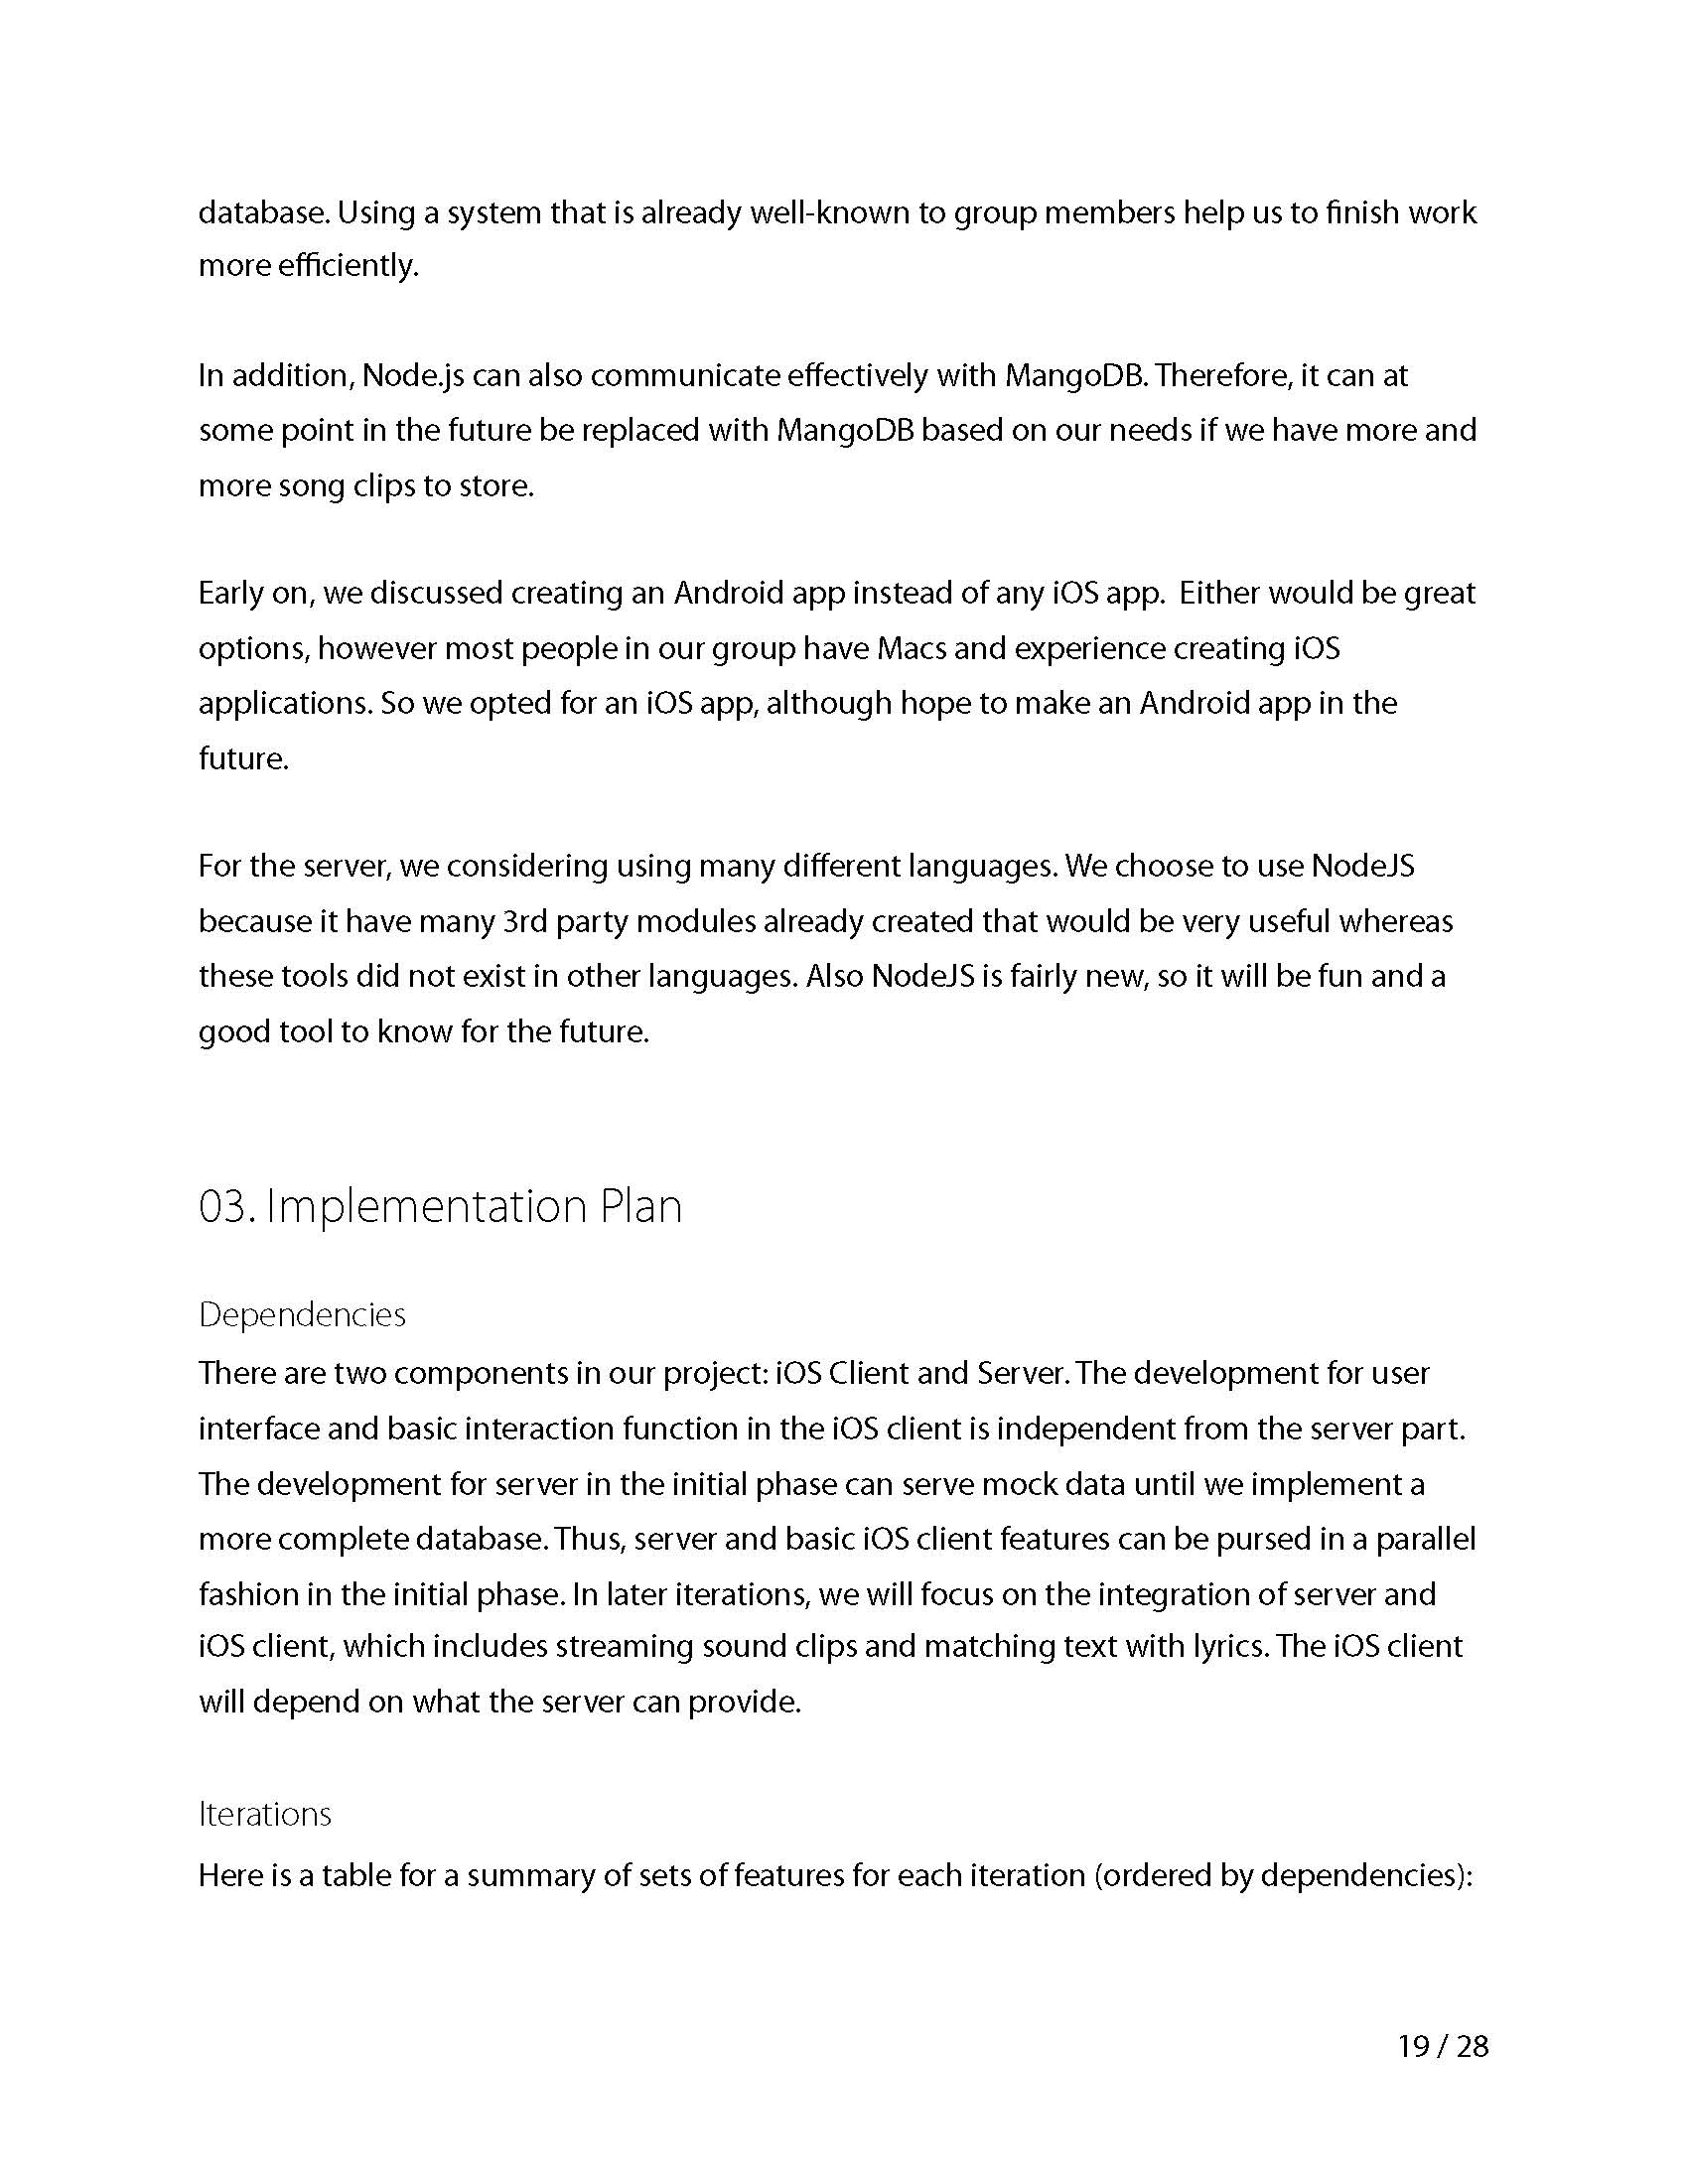 database. Using a system that is already well-known to group members help us to finish work
more efficiently.
In addition, Node.js can also communicate effectively with MangoDB. Therefore, it can at
some point in the future be replaced with MangoDB based on our needs if we have more and
more song clips to store.
Early on, we discussed creating an Android app instead of any iOS app.  Either would be great
options, however most people in our group have Macs and experience creating iOS
applications. So we opted for an iOS app, although hope to make an Android app in the
future.
For the server, we considering using many different languages. We choose to use NodeJS
because it have many 3rd party modules already created that would be very useful whereas
these tools did not exist in other languages. Also NodeJS is fairly new, so it will be fun and a
good tool to know for the future.
03. Implementation Plan
Dependencies
There are two components in our project: iOS Client and Server. The development for user
interface and basic interaction function in the iOS client is independent from the server part.
The development for server in the initial phase can serve mock data until we implement a
more complete database. Thus, server and basic iOS client features can be pursed in a parallel
fashion in the initial phase. In later iterations, we will focus on the integration of server and
iOS client, which includes streaming sound clips and matching text with lyrics. The iOS client
will depend on what the server can provide.
Iterations
Here is a table for a summary of sets of features for each iteration (ordered by dependencies):
19 / 28